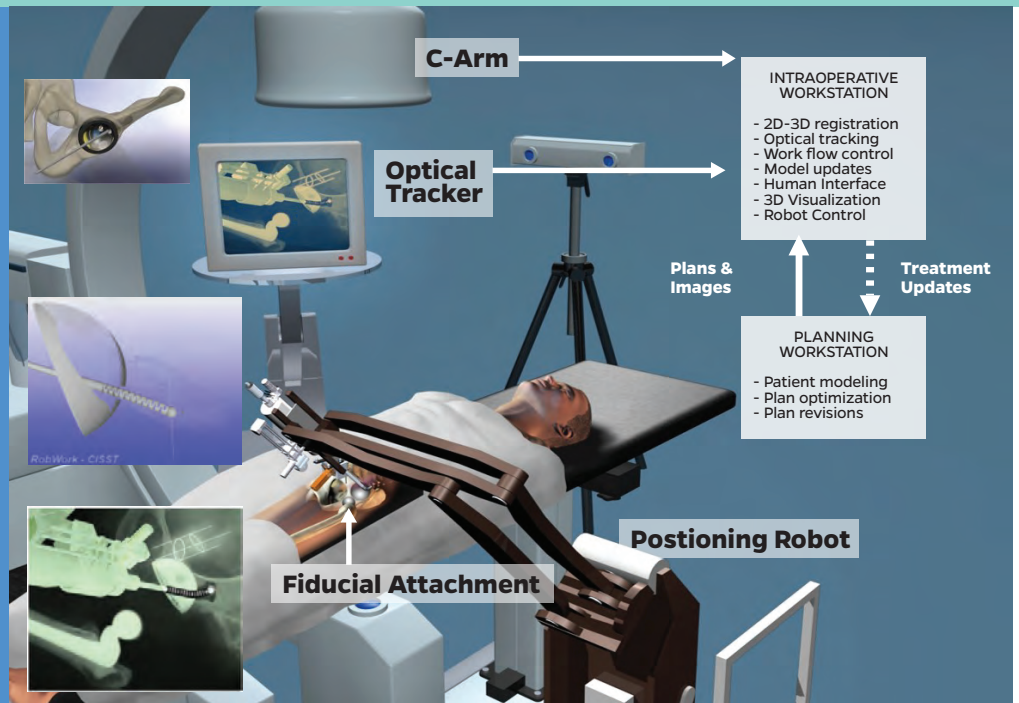 C-Arm
INTRAOPERATIVE
WORKSTATION
- 2D-3D registration
- Optical tracking
- Work flow control
- Model updates
- Human Interface
- 3D Visualization
- Robot Control
Optical
Tracker
Plans &
Images
Treatment
Updates
PLANNING
WORKSTATION
- Patient modeling
- Plan optimization
- Plan revisions
RobWork - CISST
Postioning Robot
Fiducial Attachment